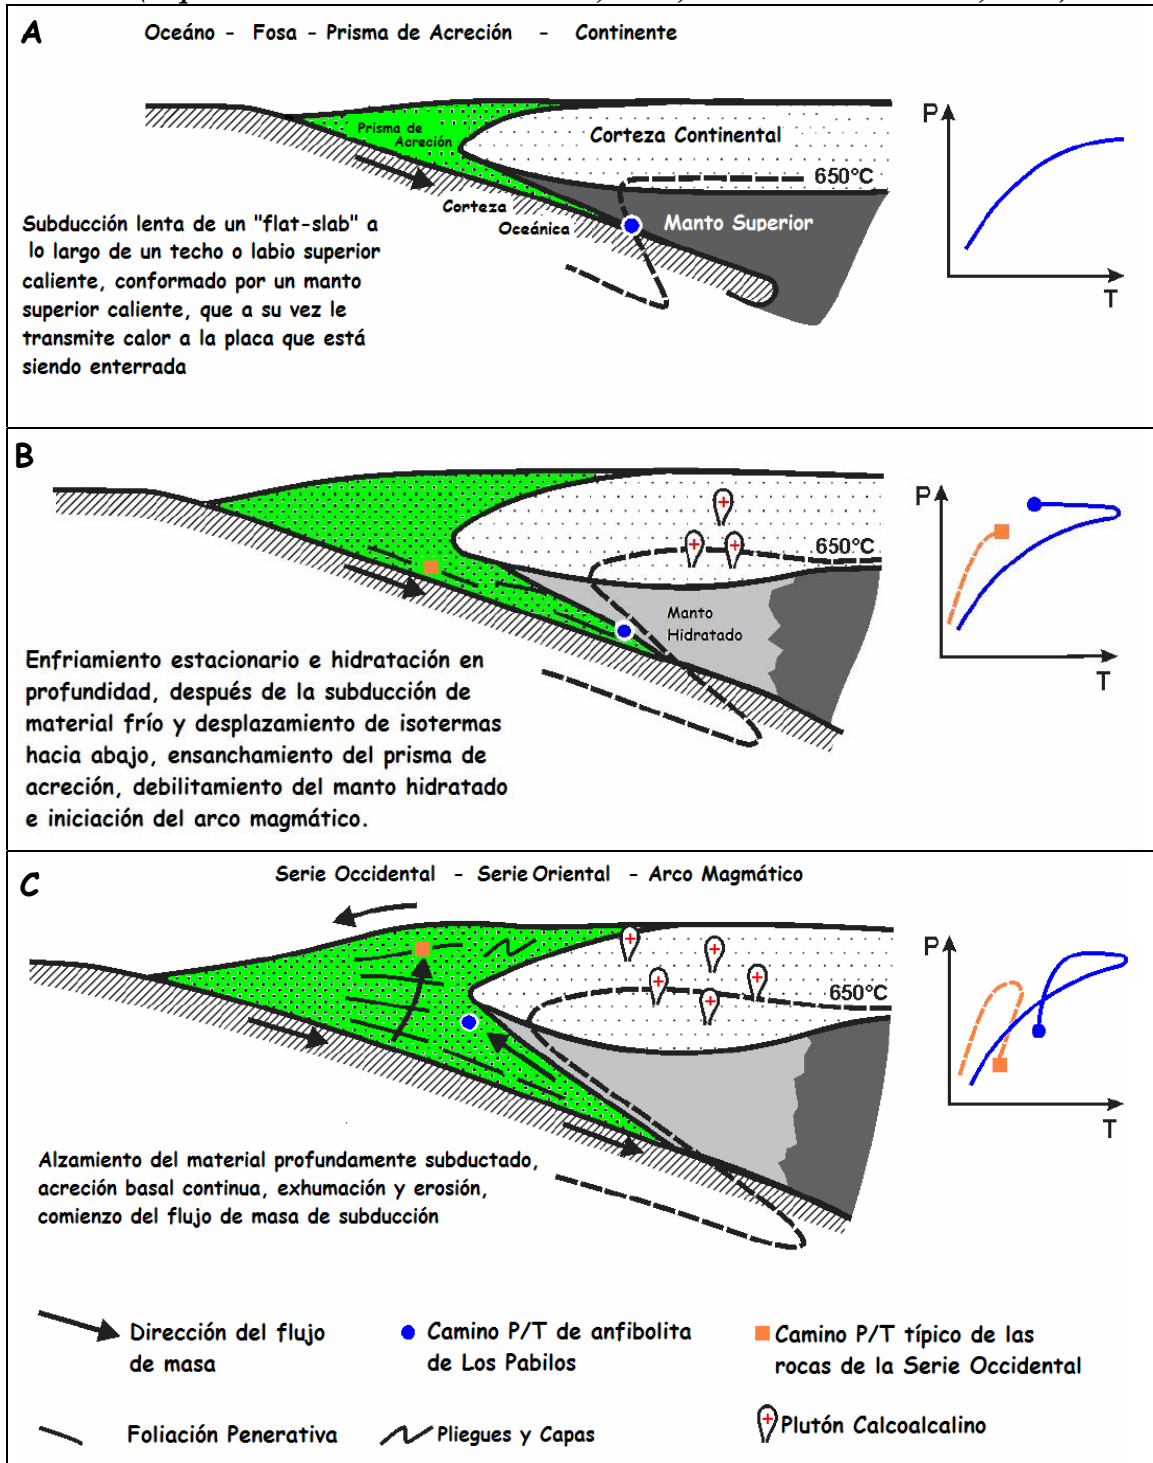 A
Oceáno - Fosa - Prisma de Acreción - Continente
Prisma de
Acreción
Corteza Continental
650°C
Corteza
Oceánica
Manto Superior
P
T
Subducción lenta de un "flat-slab" a
lo largo de un techo o labio superior
caliente, conformado por un manto
superior caliente, que a su vez le
transmite calor a la placa que está
siendo enterrada
B
650°C
Manto
Hidratado
P
T
Enfriamiento estacionario e hidratación en
profundidad, después de la subducción de
material frío y desplazamiento de isotermas
hacia abajo, ensanchamiento del prisma de
acreción, debilitamiento del manto hidratado
e iniciación del arco magmático.
C
Serie Occidental - Serie Oriental - Arco Magmático
650°C
P
T
Alzamiento del material profundamente subductado,
acreción basal continua, exhumación y erosión,
comienzo del flujo de masa de subducción
Dirección del flujo
de masa
Camino P/T de anfibolita
de Los Pabilos
Camino P/T típico de las
rocas de la Serie Occidental
Foliación Penerativa
Pliegues y Capas
Plutón Calcoalcalino